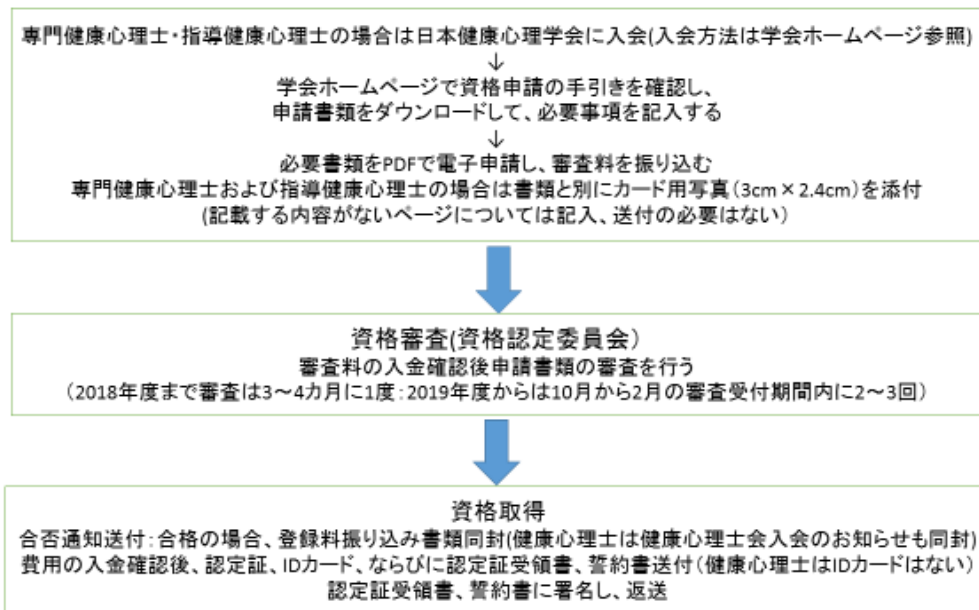 専門健康心理士・指導健康心理士の場合は日本健康心理学会に入会(入会方法は学会ホームページ参照)
↓
学会ホームページで資格申請の手引きを確認し、
申請書類をダウンロードして、必要事項を記入する
↓
必要書類をPDFで電子申請し、審査料を振り込む
専門健康心理士および指導健康心理士の場合は書類と別にカード用写真(3cm×2.4cm)を添付
(記載する内容がないページについては記入、送付の必要はない)
資格審査(資格認定委員会)
審査料の入金確認後申請書類の審査を行う
(2018年度まで審査は3~4カ月に1度:2019年度からは10月から2月の審査受付期間内に2~3回)
資格取得
合否通知送付:合格の場合、登録料振り込み書類同封(健康心理士は健康心理士会入会のお知らせも同封)
費用の入金確認後、認定証、IDカード、ならびに認定証受領書、誓約書送付(健康心理士はIDカードはない)
認定証受領書、誓約書に署名し、返送